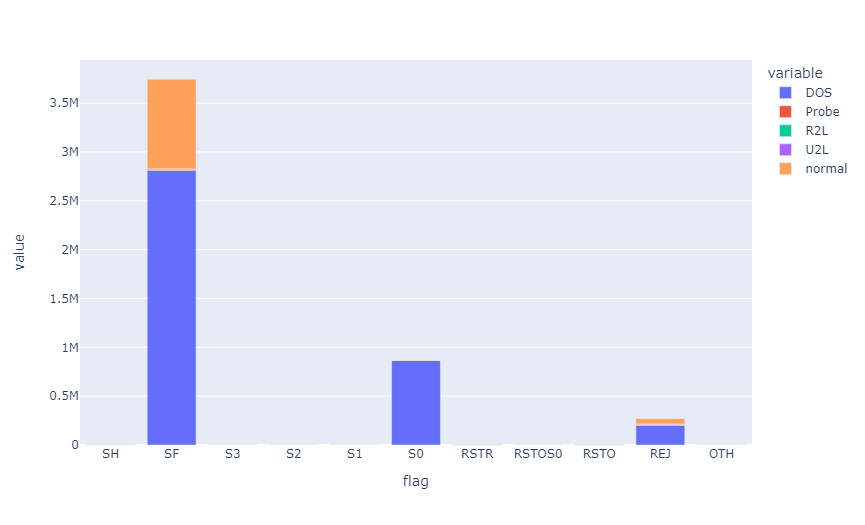 variable
DOS
Probe
R2L
U2L
normal
value
3.5M
3M
2.5M
2M
1.5M
1M
0.5M
0
SH SF S3 S2 S1 S0 RSTR RSTOS0 RSTO REJ OTH
flag